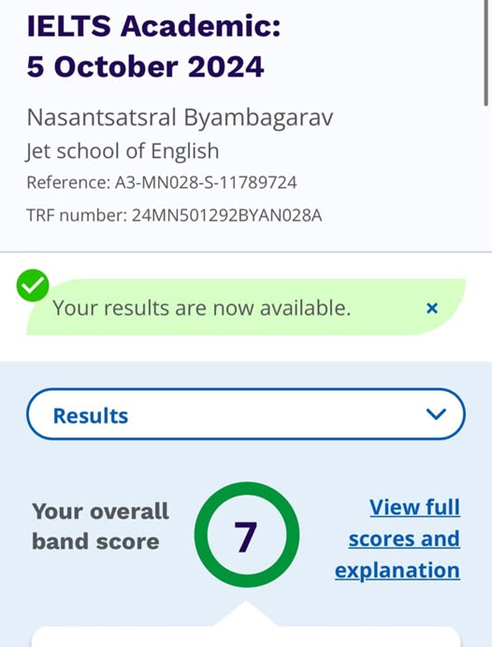 IELTS Academic:
5 October 2024
Nasantsatsral Byambagarav
Jet school of English
Reference: A3-MN028-S-11789724
TRF number: 24MN501292BYAN028A
Your results are now available.
Results
Your overall
band score
7
View full
scores and
explanation